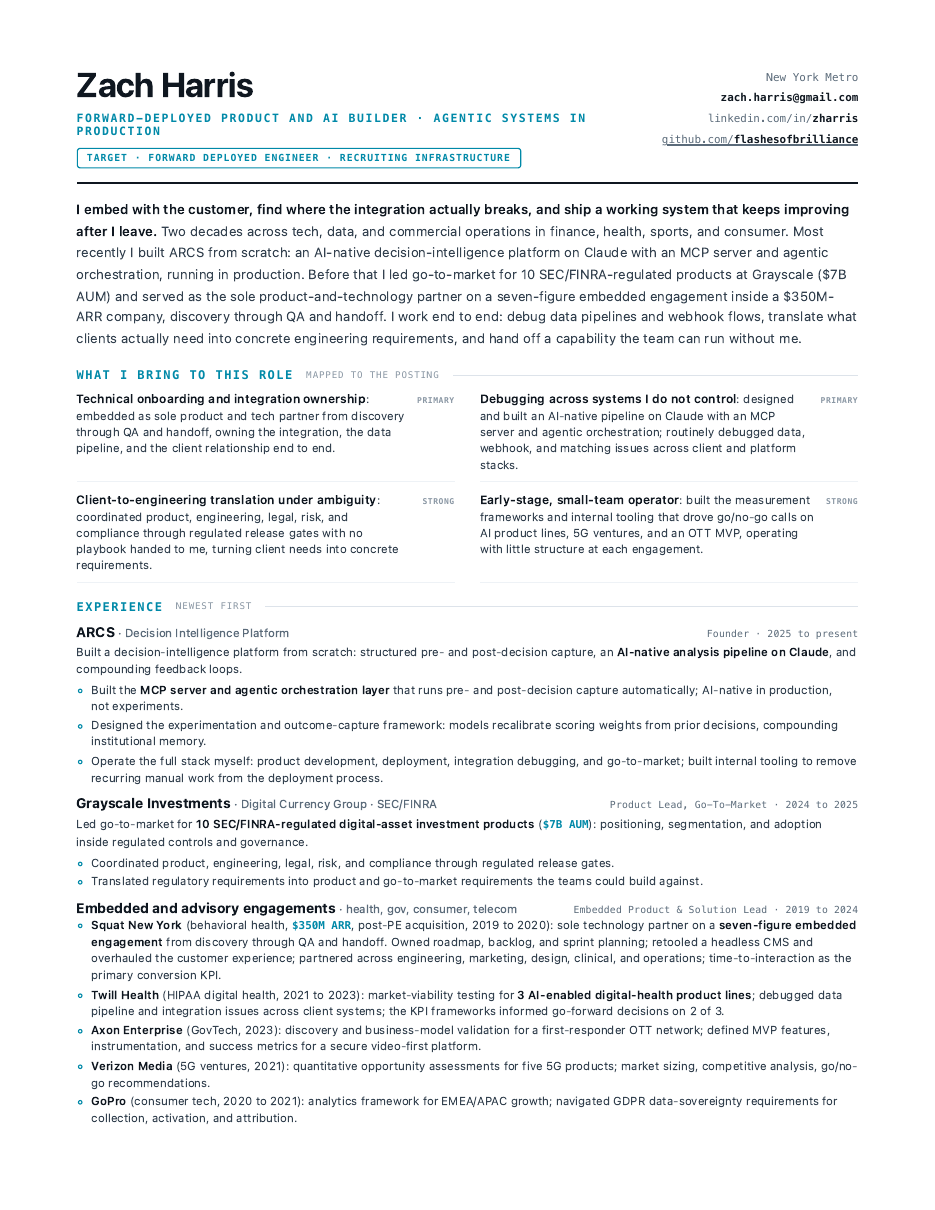 Zach Harris
New York Metro
zach.harris@gmail.com
linkedin.com/in/zharris
github.com/flashesofbrilliance
FORWARD-DEPLOYED PRODUCT AND AI BUILDER · AGENTIC SYSTEMS IN
PRODUCTION
TARGET · FORWARD DEPLOYED ENGINEER · RECRUITING INFRASTRUCTURE
I embed with the customer, find where the integration actually breaks, and ship a working system that keeps improving
after I leave. Two decades across tech, data, and commercial operations in finance, health, sports, and consumer. Most
recently I built ARCS from scratch: an AI-native decision-intelligence platform on Claude with an MCP server and agentic
orchestration, running in production. Before that I led go-to-market for 10 SEC/FINRA-regulated products at Grayscale ($7B
AUM) and served as the sole product-and-technology partner on a seven-figure embedded engagement inside a $350M-
ARR company, discovery through QA and handoff. I work end to end: debug data pipelines and webhook flows, translate what
clients actually need into concrete engineering requirements, and hand off a capability the team can run without me.
WHAT I BRING TO THIS ROLE MAPPED TO THE POSTING
Technical onboarding and integration ownership: PRIMARY
embedded as sole product and tech partner from discovery
through QA and handoff, owning the integration, the data
pipeline, and the client relationship end to end.
Debugging across systems I do not control: designed PRIMARY
and built an AI-native pipeline on Claude with an MCP
server and agentic orchestration; routinely debugged data,
webhook, and matching issues across client and platform
stacks.
Client-to-engineering translation under ambiguity: STRONG
coordinated product, engineering, legal, risk, and
compliance through regulated release gates with no
playbook handed to me, turning client needs into concrete
requirements.
Early-stage, small-team operator: built the measurement STRONG
frameworks and internal tooling that drove go/no-go calls on
AI product lines, 5G ventures, and an OTT MVP, operating
with little structure at each engagement.
EXPERIENCE NEWEST FIRST
ARCS · Decision Intelligence Platform Founder · 2025 to present
Built a decision-intelligence platform from scratch: structured pre- and post-decision capture, an AI-native analysis pipeline on Claude, and
compounding feedback loops.
Built the MCP server and agentic orchestration layer that runs pre- and post-decision capture automatically; AI-native in production,
not experiments.
Designed the experimentation and outcome-capture framework: models recalibrate scoring weights from prior decisions, compounding
institutional memory.
Operate the full stack myself: product development, deployment, integration debugging, and go-to-market; built internal tooling to remove
recurring manual work from the deployment process.
Grayscale Investments · Digital Currency Group · SEC/FINRA Product Lead, Go-To-Market · 2024 to 2025
Led go-to-market for 10 SEC/FINRA-regulated digital-asset investment products ($7B AUM): positioning, segmentation, and adoption
inside regulated controls and governance.
Coordinated product, engineering, legal, risk, and compliance through regulated release gates.
Translated regulatory requirements into product and go-to-market requirements the teams could build against.
Embedded and advisory engagements · health, gov, consumer, telecom Embedded Product & Solution Lead · 2019 to 2024
Squat New York (behavioral health, $350M ARR, post-PE acquisition, 2019 to 2020): sole technology partner on a seven-figure embedded
engagement from discovery through QA and handoff. Owned roadmap, backlog, and sprint planning; retooled a headless CMS and
overhauled the customer experience; partnered across engineering, marketing, design, clinical, and operations; time-to-interaction as the
primary conversion KPI.
Twill Health (HIPAA digital health, 2021 to 2023): market-viability testing for 3 AI-enabled digital-health product lines; debugged data
pipeline and integration issues across client systems; the KPI frameworks informed go-forward decisions on 2 of 3.
Axon Enterprise (GovTech, 2023): discovery and business-model validation for a first-responder OTT network; defined MVP features,
instrumentation, and success metrics for a secure video-first platform.
Verizon Media (5G ventures, 2021): quantitative opportunity assessments for five 5G products; market sizing, competitive analysis, go/no-
go recommendations.
GoPro (consumer tech, 2020 to 2021): analytics framework for EMEA/APAC growth; navigated GDPR data-sovereignty requirements for
collection, activation, and attribution.